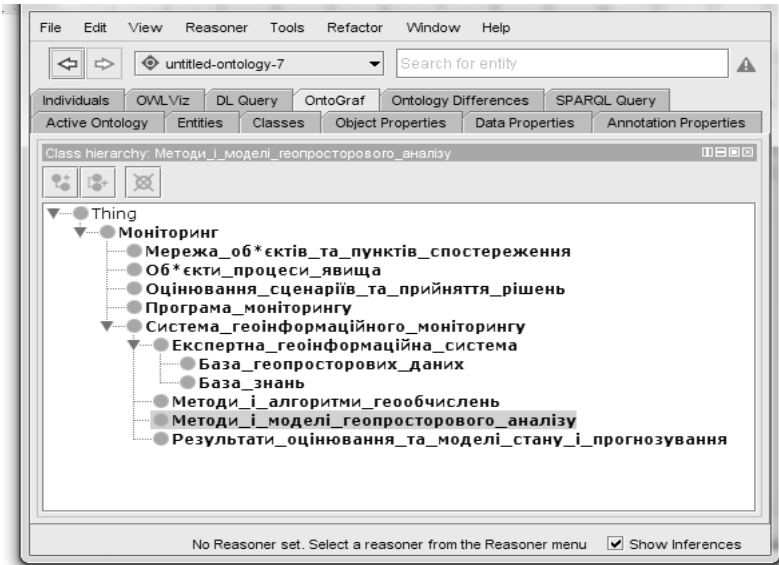 File Edit View Reasoner Tools Refactor Window Help
untitled-ontology-7 Search for entity
Individuals OWLViz DL Query OntoGraf Ontology Differences SPARQL Query
Active Ontology Entities Classes Object Properties Data Properties Annotation Properties
Class hierarchy: Методи_і_моделі_геопросторового_аналізу
Thing
Моніторинг
Мережа_об*єктів_та_пунктів_спостереження
Об*єкти_процеси_явища
Оцінювання_сценаріїв_та_прийняття_рішень
Програма_моніторингу
Система_геоінформаційного_моніторингу
Експертна_геоінформаційна_система
База_геопросторових_даних
База_знань
Методи_і_алгоритми_геообчислень
Методи_і_моделі_геопросторового_аналізу
Результати_оцінювання_та_моделі_стану_і_прогнозування
No Reasoner set. Select a reasoner from the Reasoner menu Show Inferences